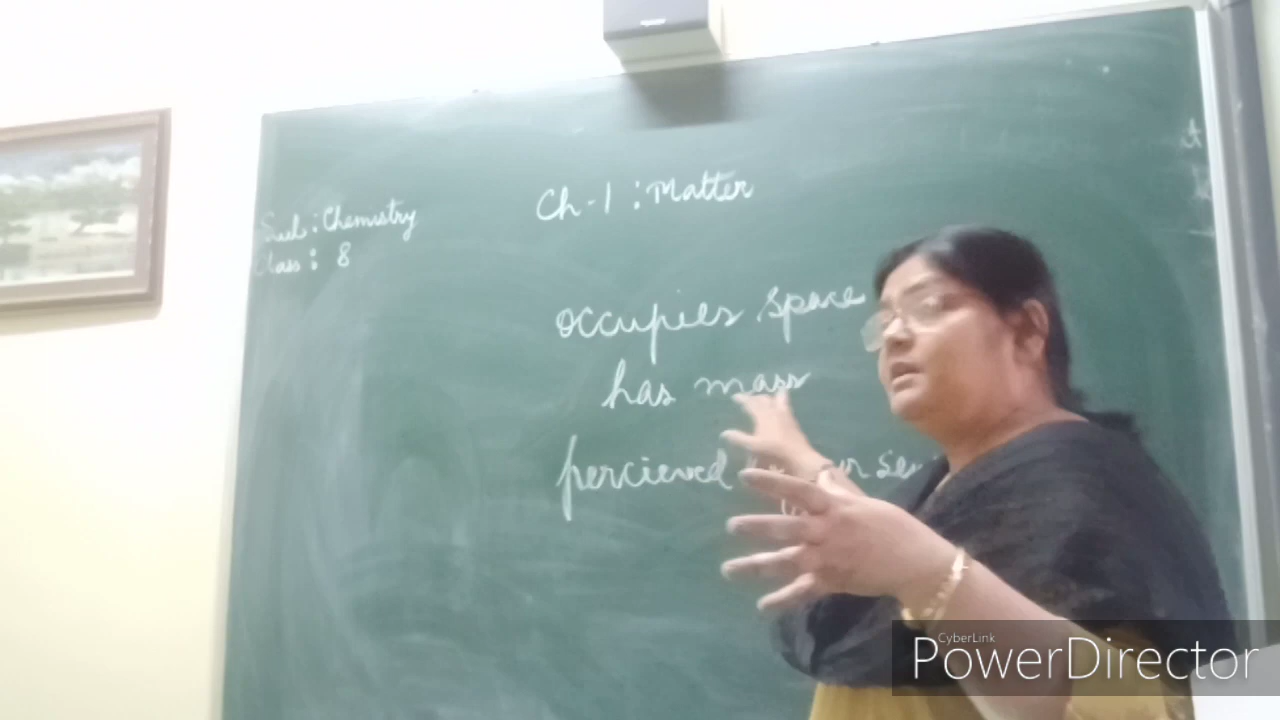 Ch-1 : Matter
Sub : Chemistry
Class : 8
occupies space
has mass
percieved
CyberLink
PowerDirector